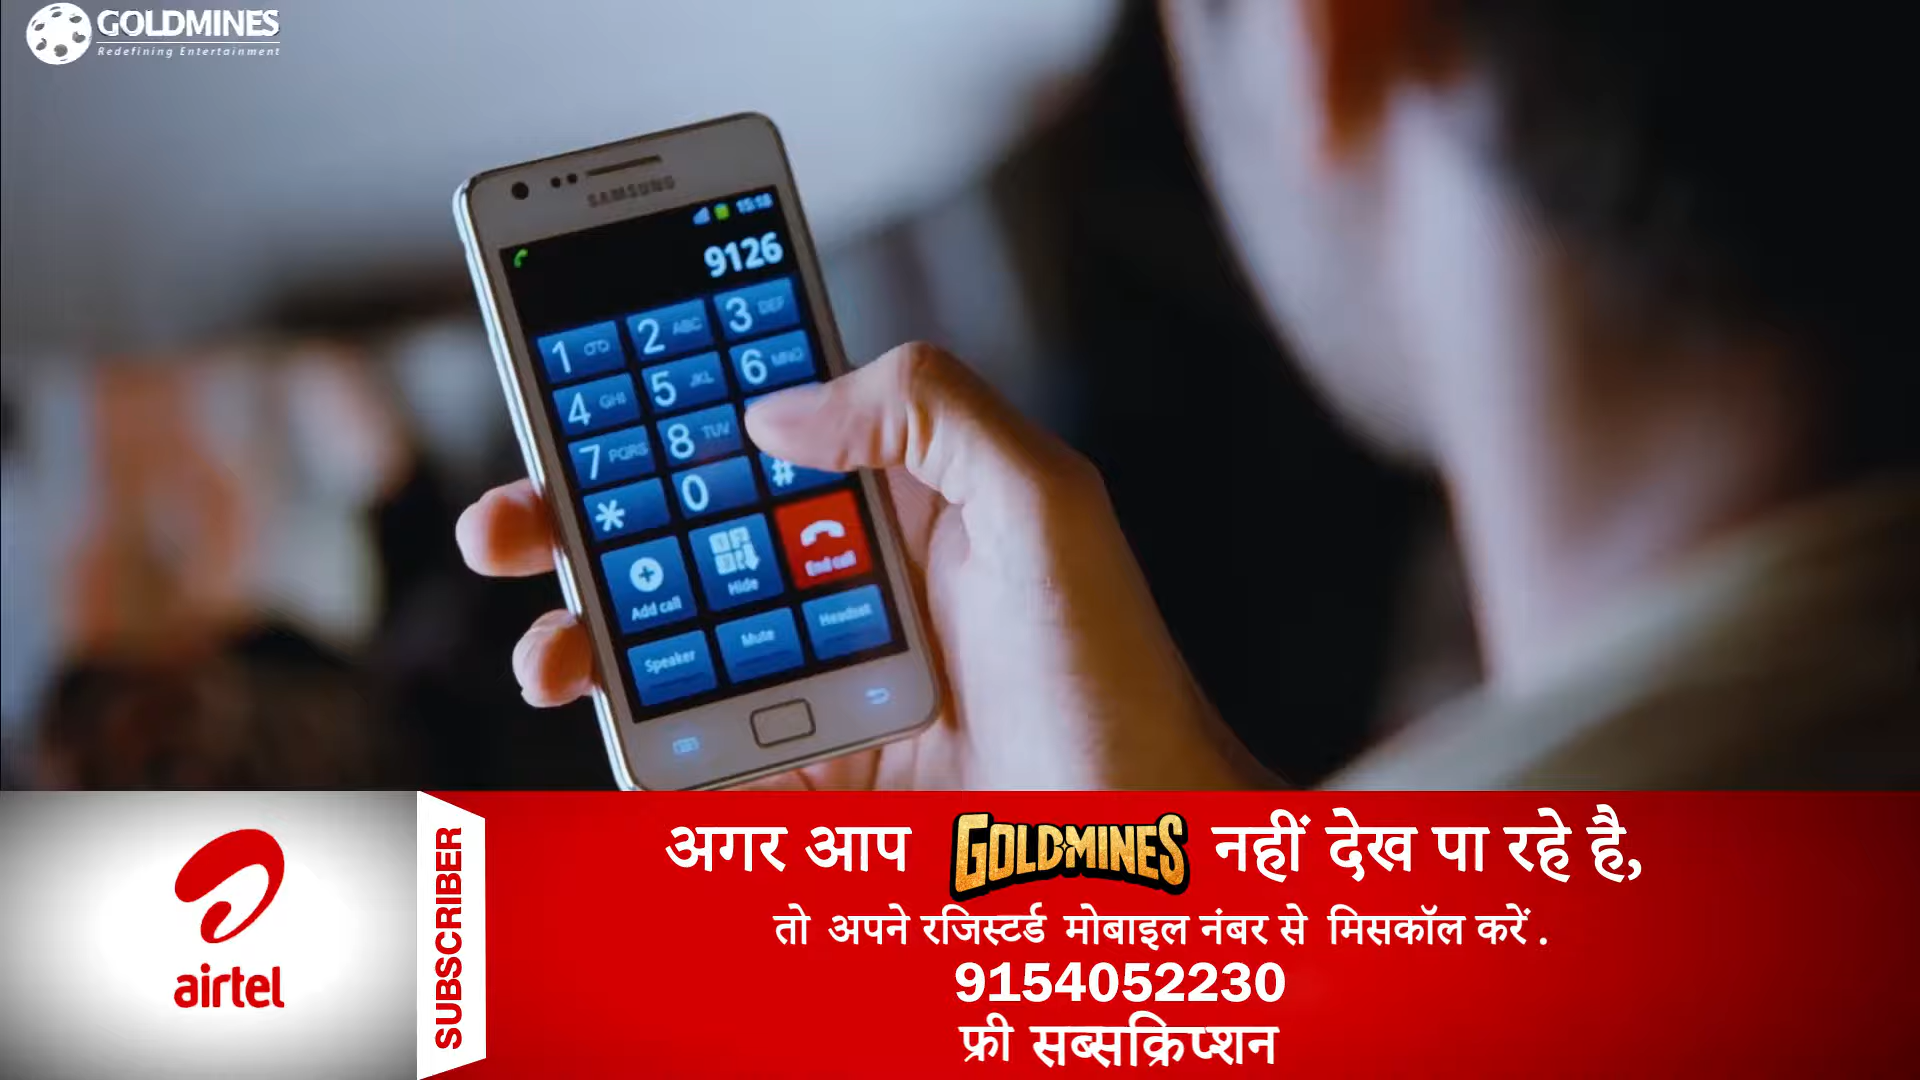 GOLDMINES
Redefining Entertainment
SAMSUNG
15:18
9126
1
2 ABC
3 DEF
4 GHI
5 JKL
6 MNO
7 PQRS
8 TUV
* 0 #
Add call
Hide
End call
Speaker
Mute
Headset
airtel
SUBSCRIBER
अगर आप GOLDMINES नहीं देख पा रहे है,
तो अपने रजिस्टर्ड मोबाइल नंबर से मिसकॉल करें .
9154052230
फ्री सब्सक्रिप्शन